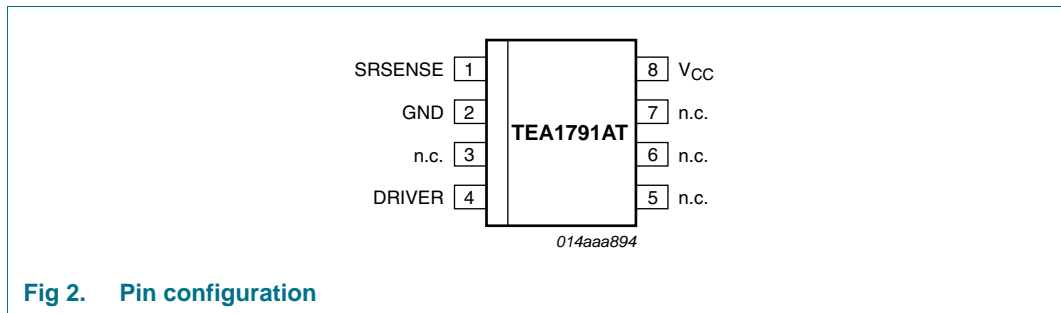 SRSENSE 1 8 VCC
GND 2 7 n.c.
TEA1791AT
n.c. 3 6 n.c.
DRIVER 4 5 n.c.
014aaa894
Fig 2. Pin configuration